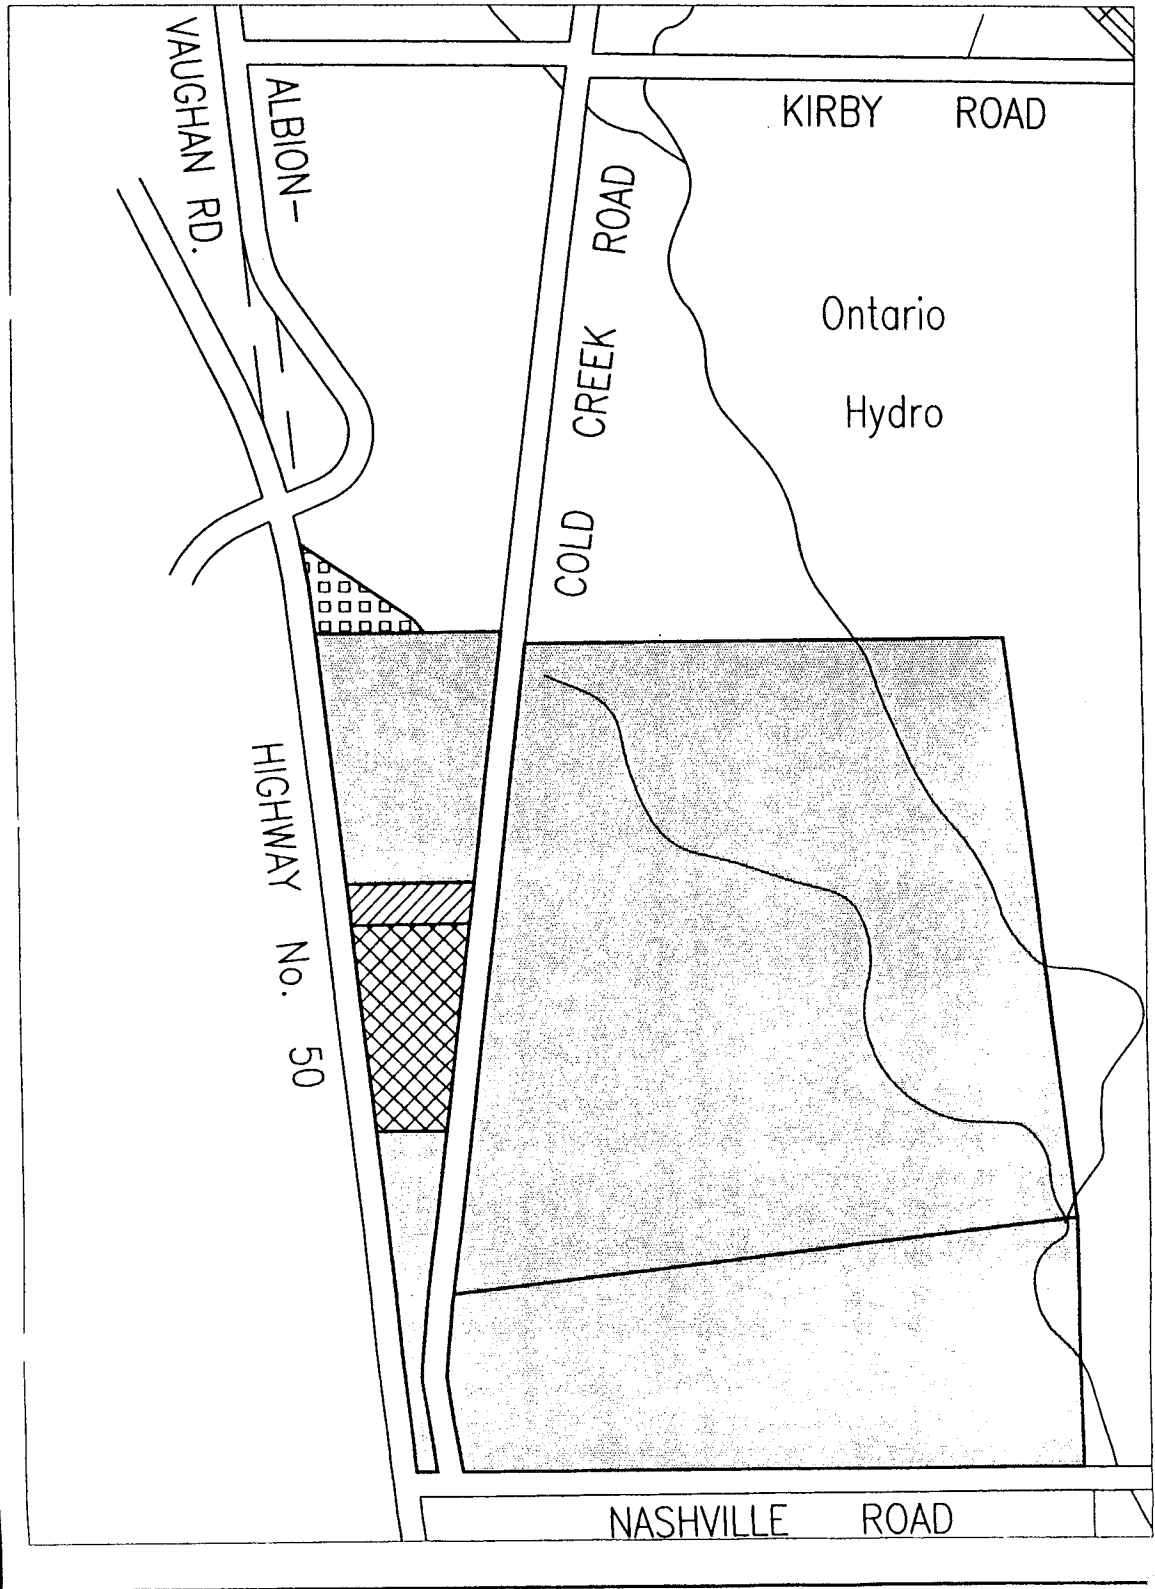 VAUGHAN RD.
ALBION–
KIRBY ROAD
COLD CREEK ROAD
Ontario
Hydro
HIGHWAY No. 50
NASHVILLE ROAD